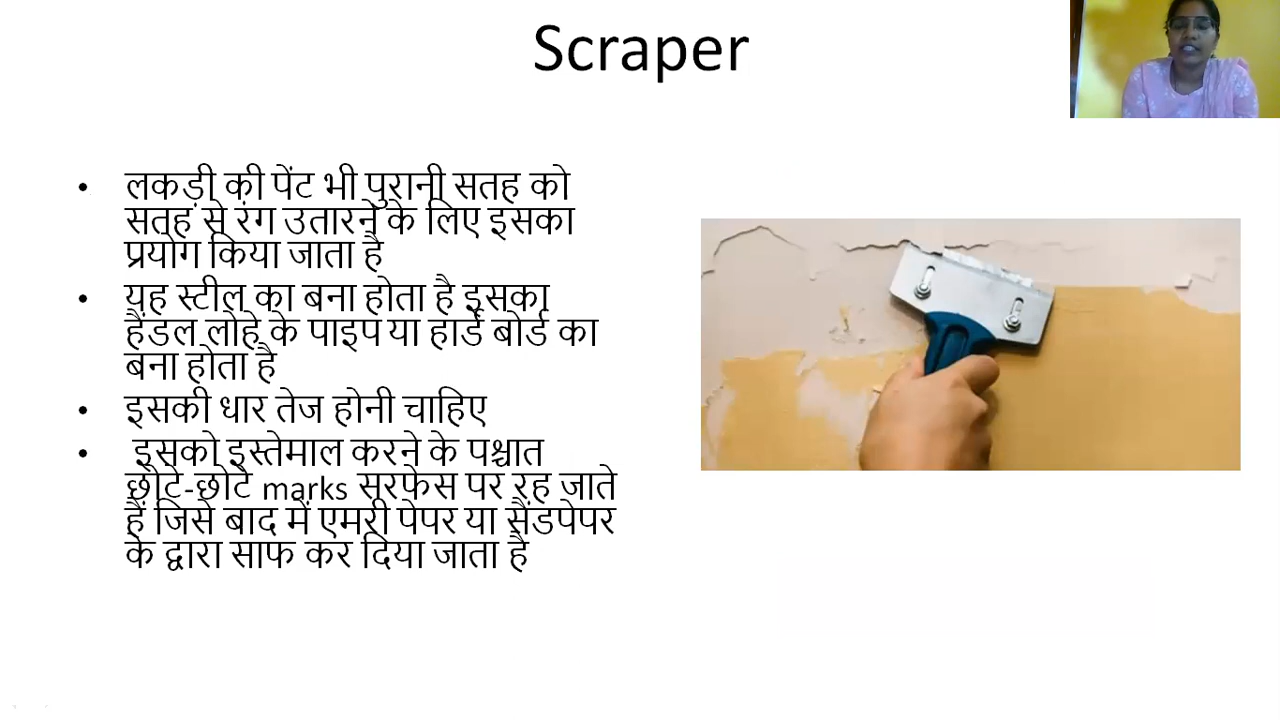 Scraper
• लकड़ी की पेंट भी पुरानी सतह को
सतह से रंग उतारने के लिए इसका
प्रयोग किया जाता है
• यह स्टील का बना होता है इसका
हैंडल लोहे के पाइप या हार्ड बोर्ड का
बना होता है
• इसकी धार तेज होनी चाहिए
• इसको इस्तेमाल करने के पश्चात
छोटे-छोटे marks सरफेस पर रह जाते
हैं जिसे बाद में एमरी पेपर या सैंडपेपर
के द्वारा साफ कर दिया जाता है